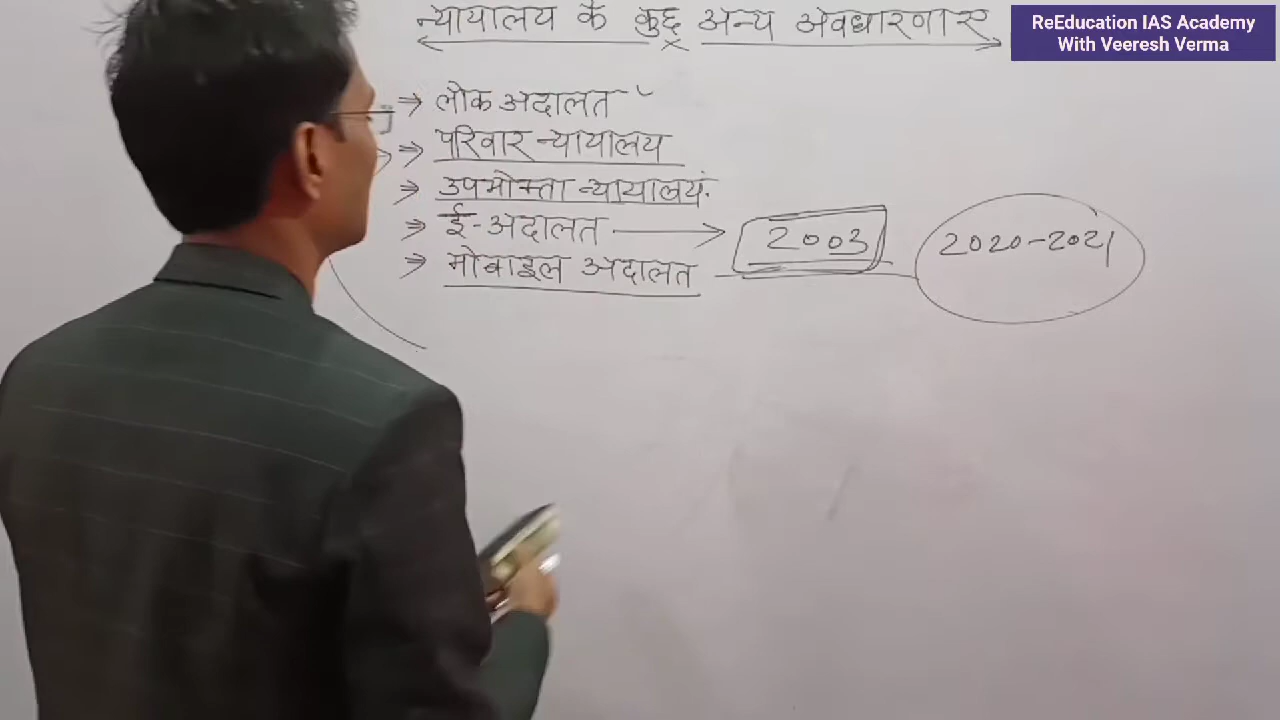 न्यायालय के कुछ अन्य अवधारणाए
ReEducation IAS Academy
With Veeresh Verma
⇒ लोक अदालत
⇒ परिवार न्यायालय
⇒ उपभोक्ता न्यायालय
⇒ ई-अदालत → 2003
2020-2021
⇒ मोबाइल अदालत